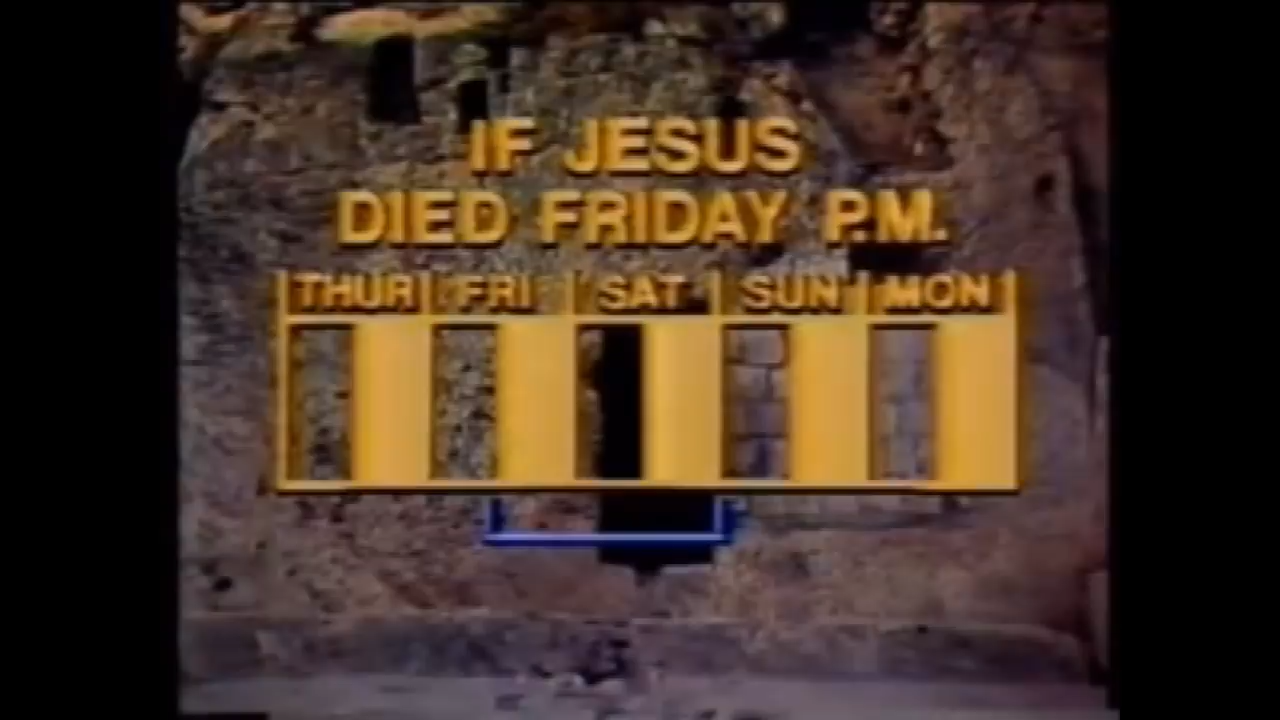 IF JESUS
DIED FRIDAY P.M.
THUR FRI SAT SUN MON